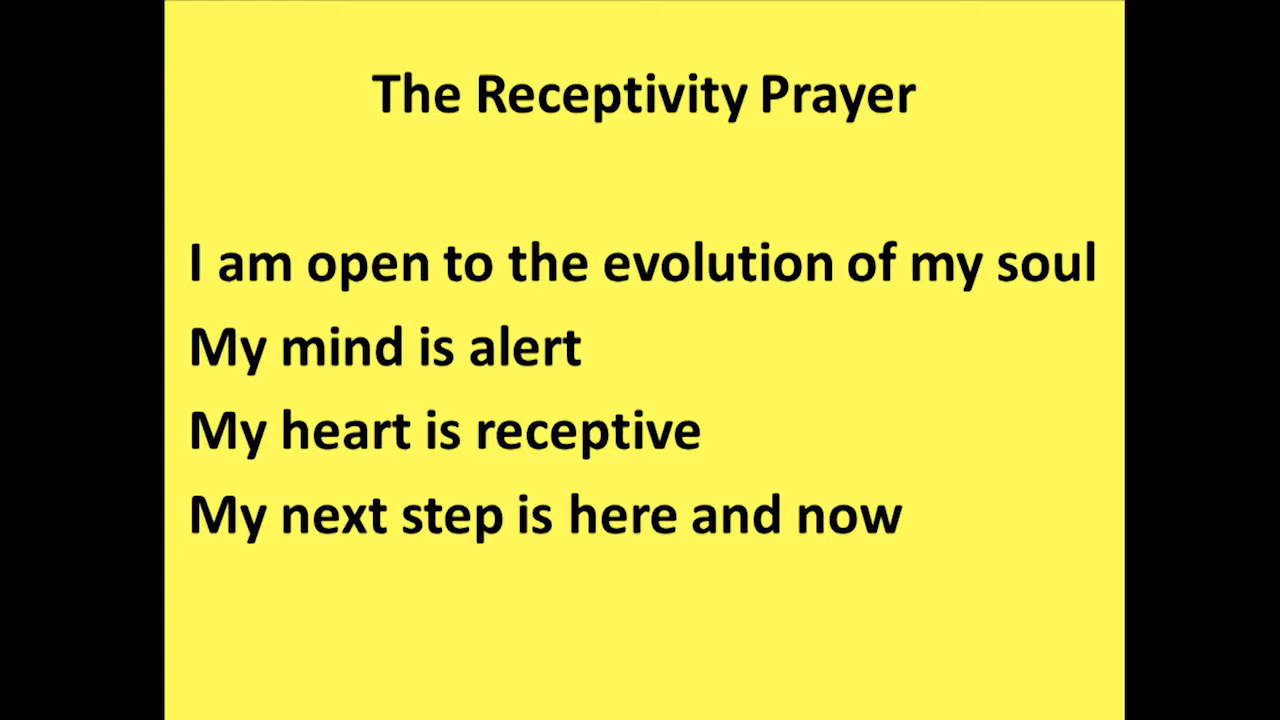 The Receptivity Prayer
I am open to the evolution of my soul
My mind is alert
My heart is receptive
My next step is here and now